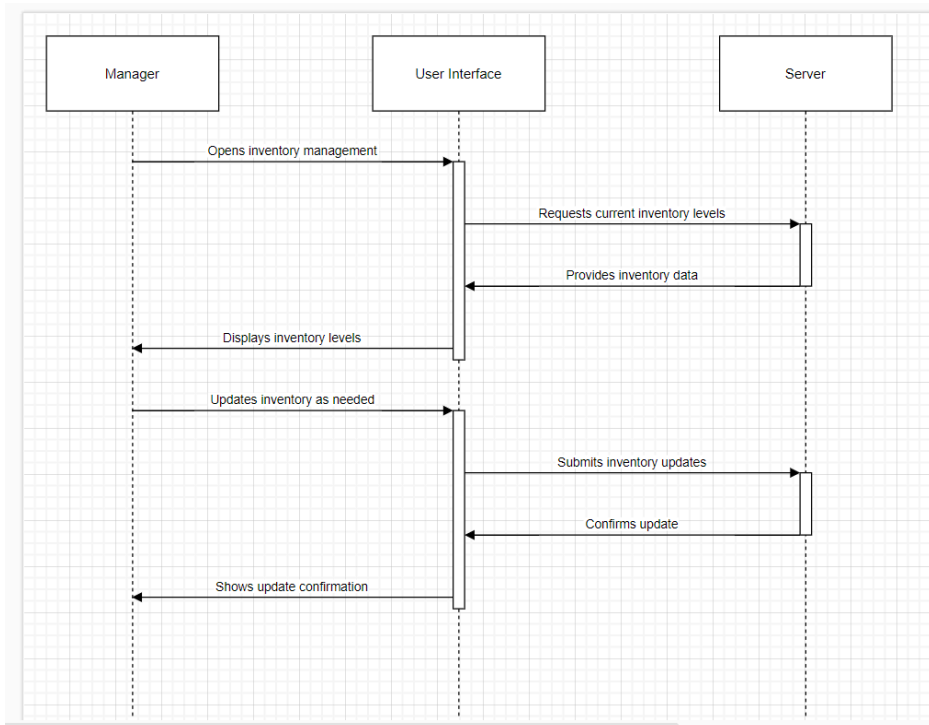 Manager
User Interface
Server
Opens inventory management
Requests current inventory levels
Provides inventory data
Displays inventory levels
Updates inventory as needed
Submits inventory updates
Confirms update
Shows update confirmation